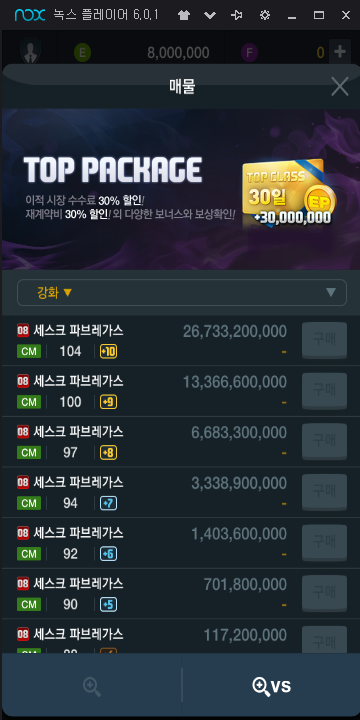 nox 녹스 플레이어 6.0.1
E 8,000,000 F 0 +
매물
TOP PACKAGE
이적 시장 수수료 30% 할인!
재계약비 30% 할인! 외 다양한 보너스와 보상확인!
TOP CLASS
30일
EP
+30,000,000
강화 ▼
08 세스크 파브레가스 26,733,200,000 구매
CM 104 +10 -
08 세스크 파브레가스 13,366,600,000 구매
CM 100 +9 -
08 세스크 파브레가스 6,683,300,000 구매
CM 97 +8 -
08 세스크 파브레가스 3,338,900,000 구매
CM 94 +7 -
08 세스크 파브레가스 1,403,600,000 구매
CM 92 +6 -
08 세스크 파브레가스 701,800,000 구매
CM 90 +5 -
08 세스크 파브레가스 117,200,000 구매
VS